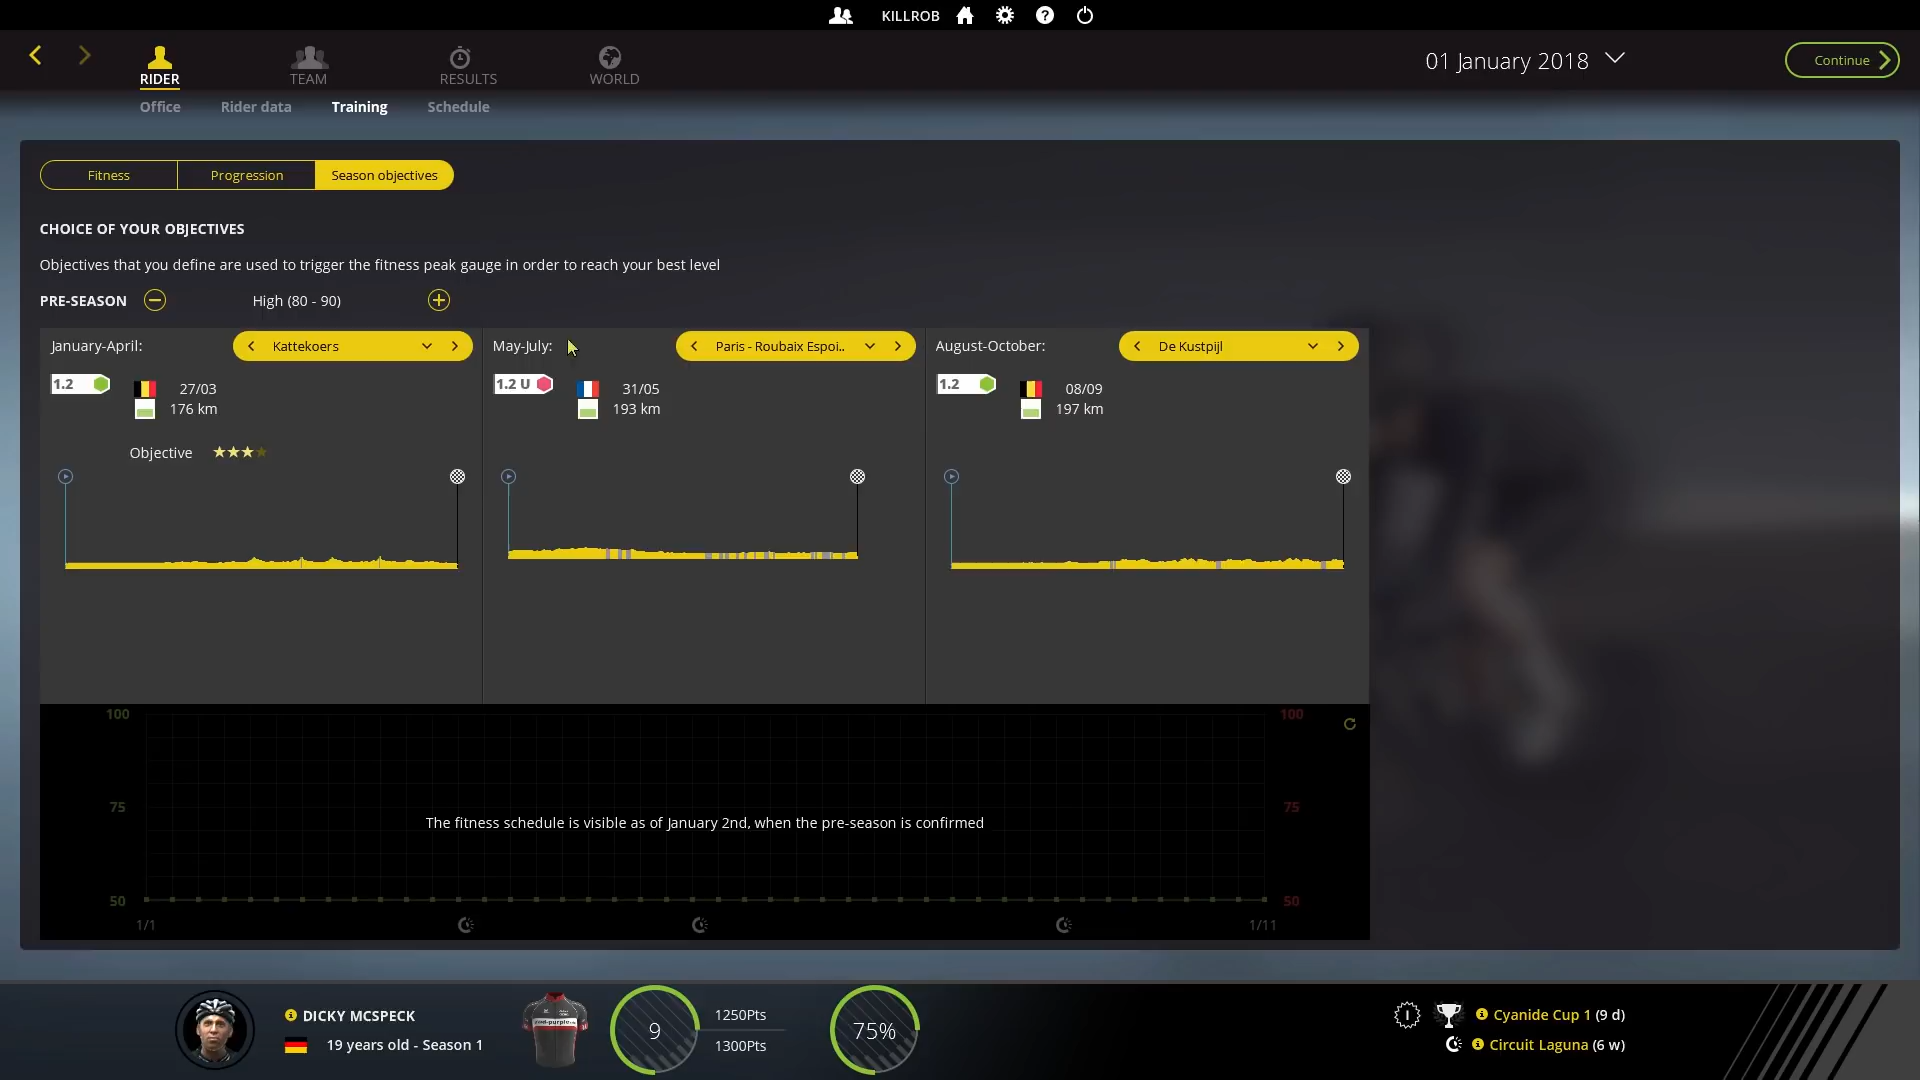 KILLROB
RIDER
TEAM
RESULTS
WORLD
01 January 2018
Continue
Office
Rider data
Training
Schedule
Fitness
Progression
Season objectives
CHOICE OF YOUR OBJECTIVES
Objectives that you define are used to trigger the fitness peak gauge in order to reach your best level
PRE-SEASON
High (80 - 90)
January-April:
Kattekoers
1.2
27/03
176 km
Objective
May-July:
Paris - Roubaix Espoi..
1.2 U
31/05
193 km
August-October:
De Kustpijl
1.2
08/09
197 km
100
100
75
75
The fitness schedule is visible as of January 2nd, when the pre-season is confirmed
50
50
1/1
1/11
DICKY MCSPECK
19 years old - Season 1
9
1250Pts
1300Pts
75%
Cyanide Cup 1 (9 d)
Circuit Laguna (6 w)